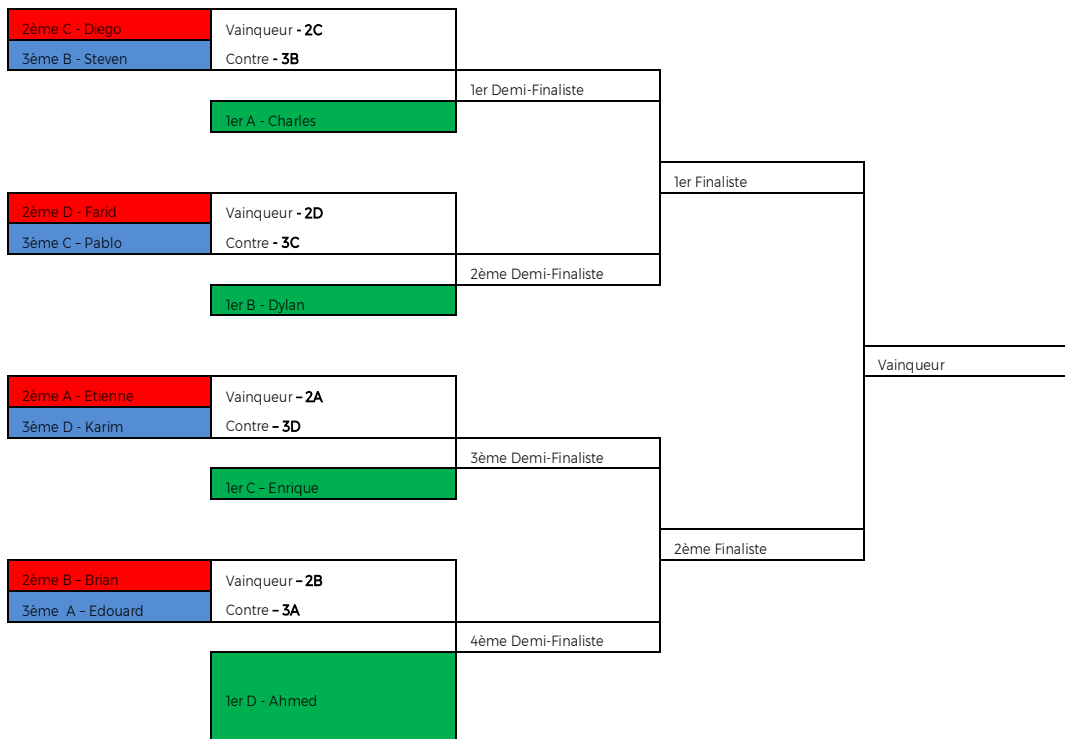 2ème C - Diego
Vainqueur - 2C
3ème B - Steven
Contre - 3B
1er Demi-Finaliste
1er A - Charles
1er Finaliste
2ème D - Farid
Vainqueur - 2D
3ème C – Pablo
Contre - 3C
2ème Demi-Finaliste
1er B - Dylan
Vainqueur
2ème A - Etienne
Vainqueur – 2A
3ème D - Karim
Contre – 3D
3ème Demi-Finaliste
1er C – Enrique
2ème Finaliste
2ème B – Brian
Vainqueur – 2B
3ème A – Edouard
Contre – 3A
4ème Demi-Finaliste
1er D - Ahmed